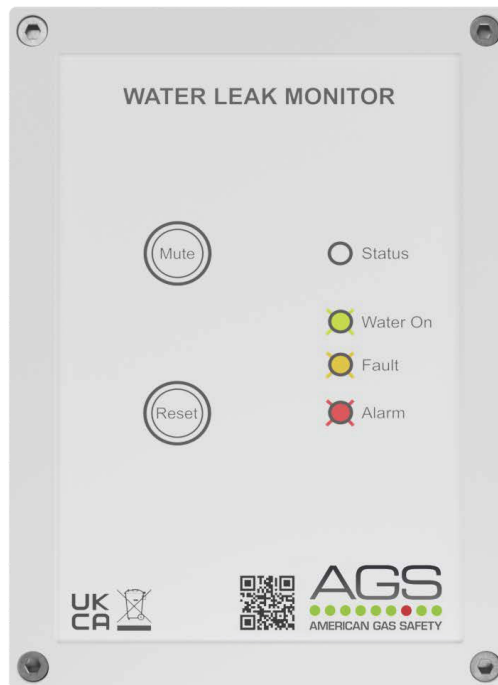 WATER LEAK MONITOR
Mute
Status
Water On
Fault
Reset
Alarm
UK
CA
AGS
AMERICAN GAS SAFETY